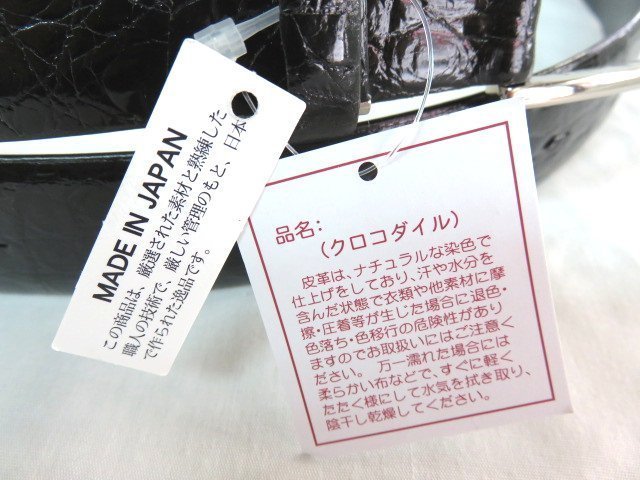 MADE IN JAPAN
この商品は、厳選された素材と熟練した
職人の技術で、厳しい管理のもと、日本
で作られた逸品です。
品名:
(クロコダイル)
皮革は、ナチュラルな染色で
仕上げをしており、汗や水分を
含んだ状態で衣類や他素材に摩
擦・圧着等が生じた場合に退色・
色落ち・色移行の危険性があり
ますのでお取扱いにはご注意く
ださい。万一濡れた場合には
柔らかい布などで、すぐに軽く
たたく様にして水気を拭き取り、
陰干し乾燥してください。